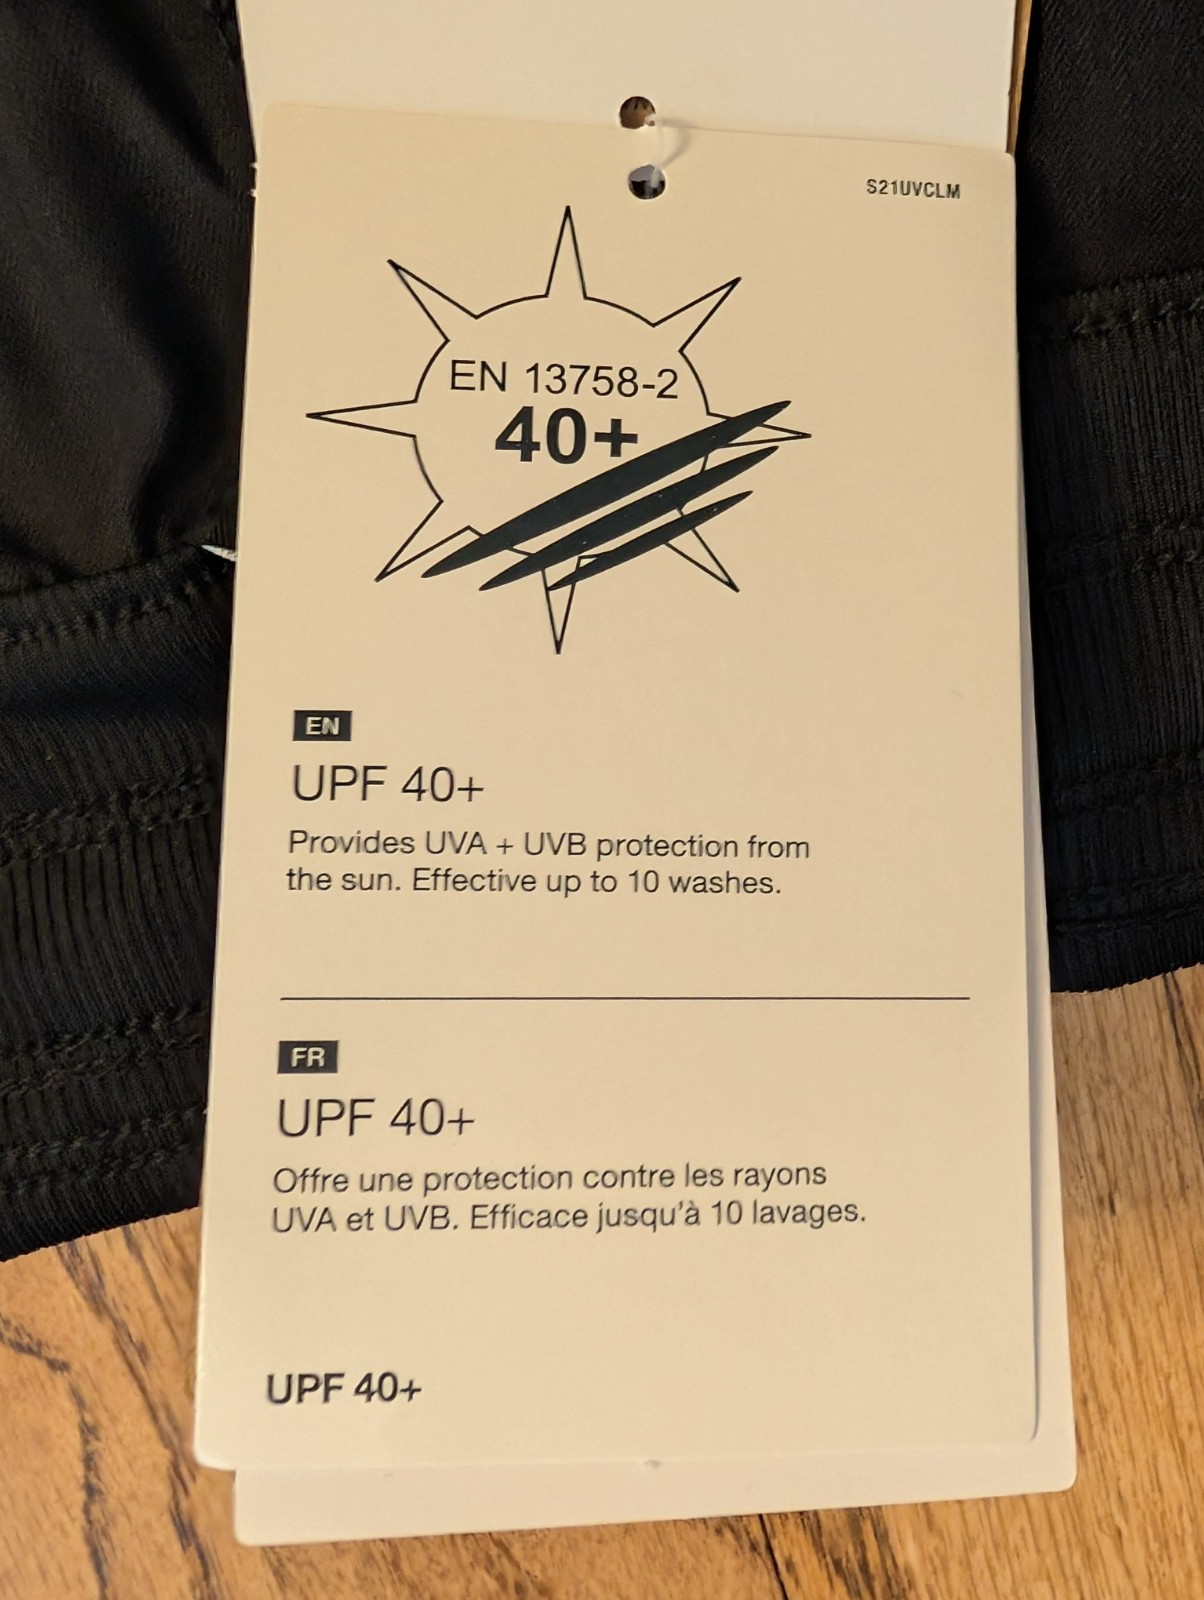 S21UVCLM
EN 13758-2
40+
EN
UPF 40+
Provides UVA + UVB protection from
the sun. Effective up to 10 washes.
FR
UPF 40+
Offre une protection contre les rayons
UVA et UVB. Efficace jusqu'à 10 lavages.
UPF 40+